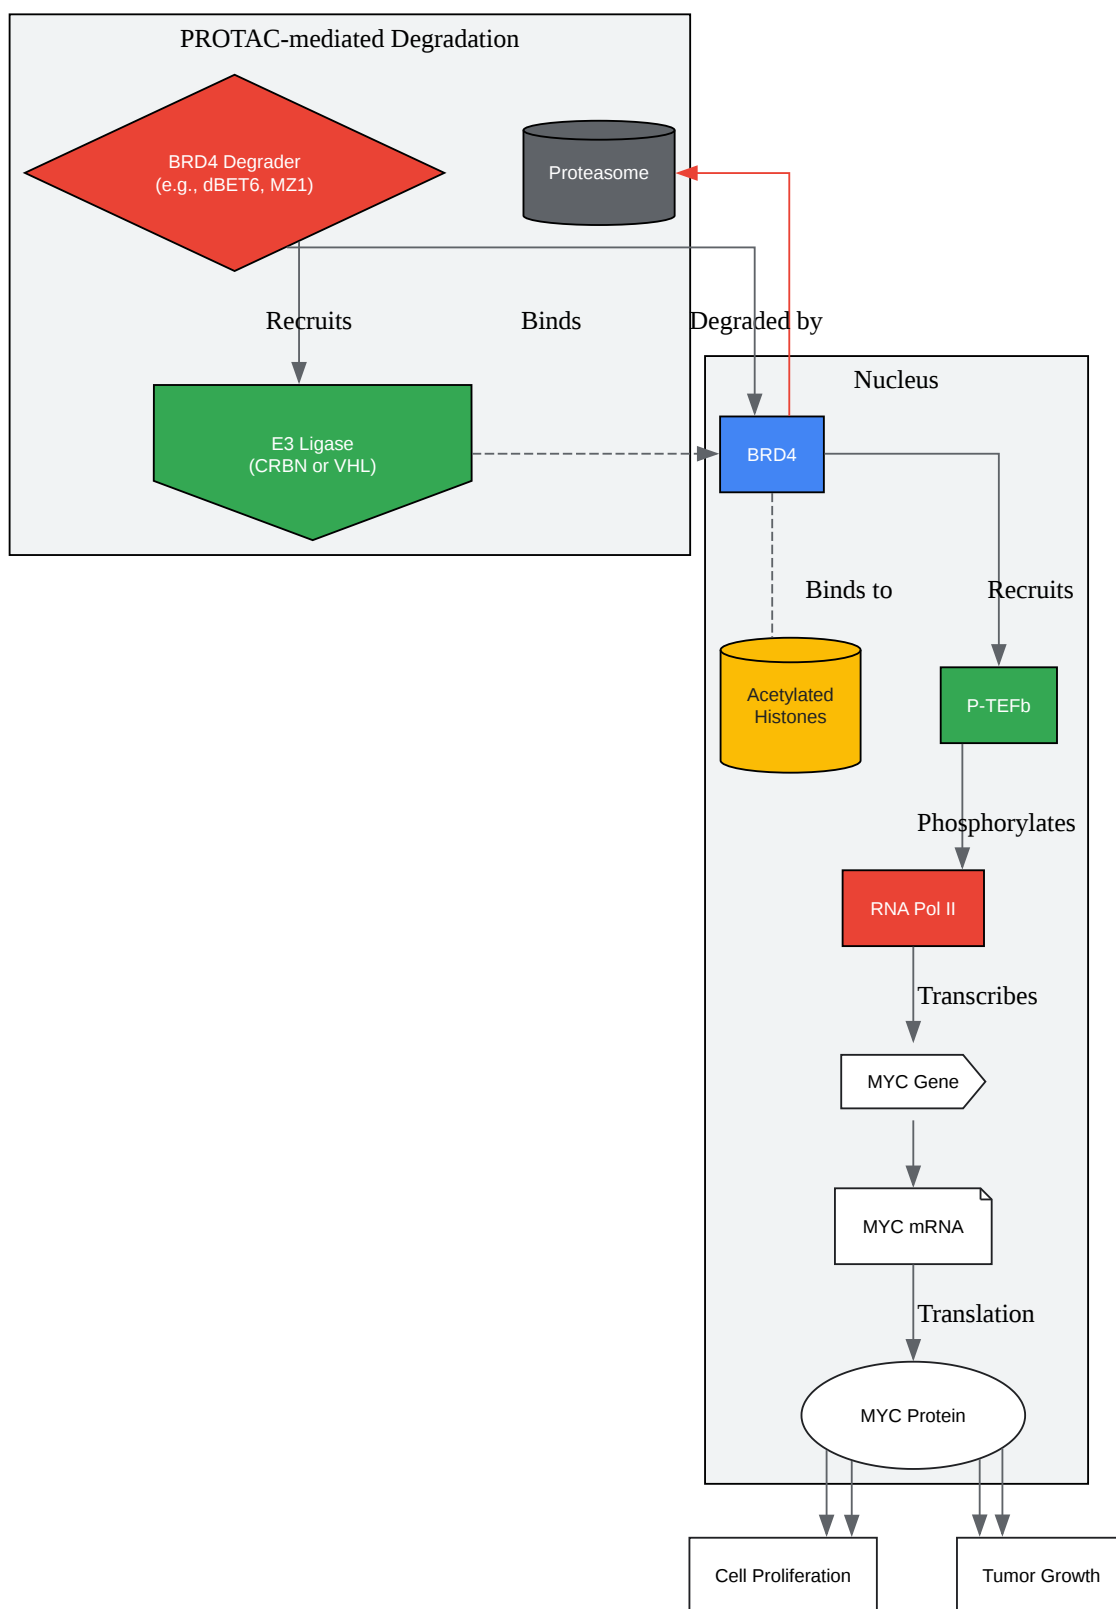 PROTAC-mediated Degradation
BRD4 Degrader
(e.g., dBET6, MZ1)
Proteasome
Recruits
Binds
Degraded by
Nucleus
E3 Ligase
(CRBN or VHL)
BRD4
Binds to
Recruits
Acetylated
Histones
P-TEFb
Phosphorylates
RNA Pol II
Transcribes
MYC Gene
MYC mRNA
Translation
MYC Protein
Cell Proliferation
Tumor Growth